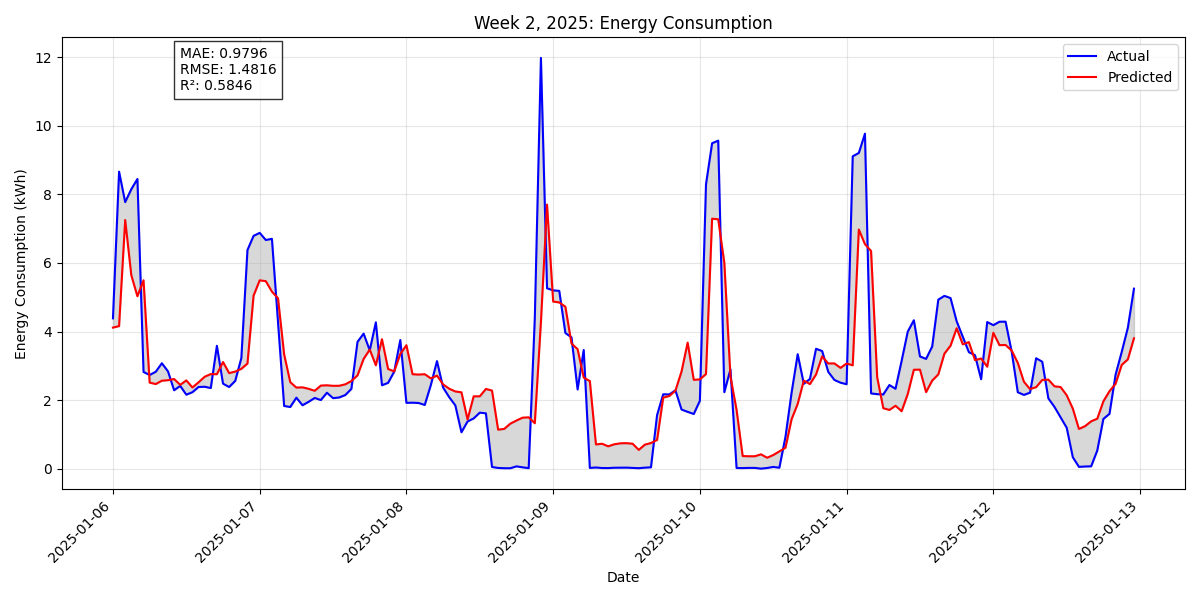 Week 2, 2025: Energy Consumption
MAE: 0.9796
RMSE: 1.4816
R²: 0.5846
Actual
Predicted
Energy Consumption (kWh)
12
10
8
6
4
2
0
2025-01-06
2025-01-07
2025-01-08
2025-01-09
2025-01-10
2025-01-11
2025-01-12
2025-01-13
Date